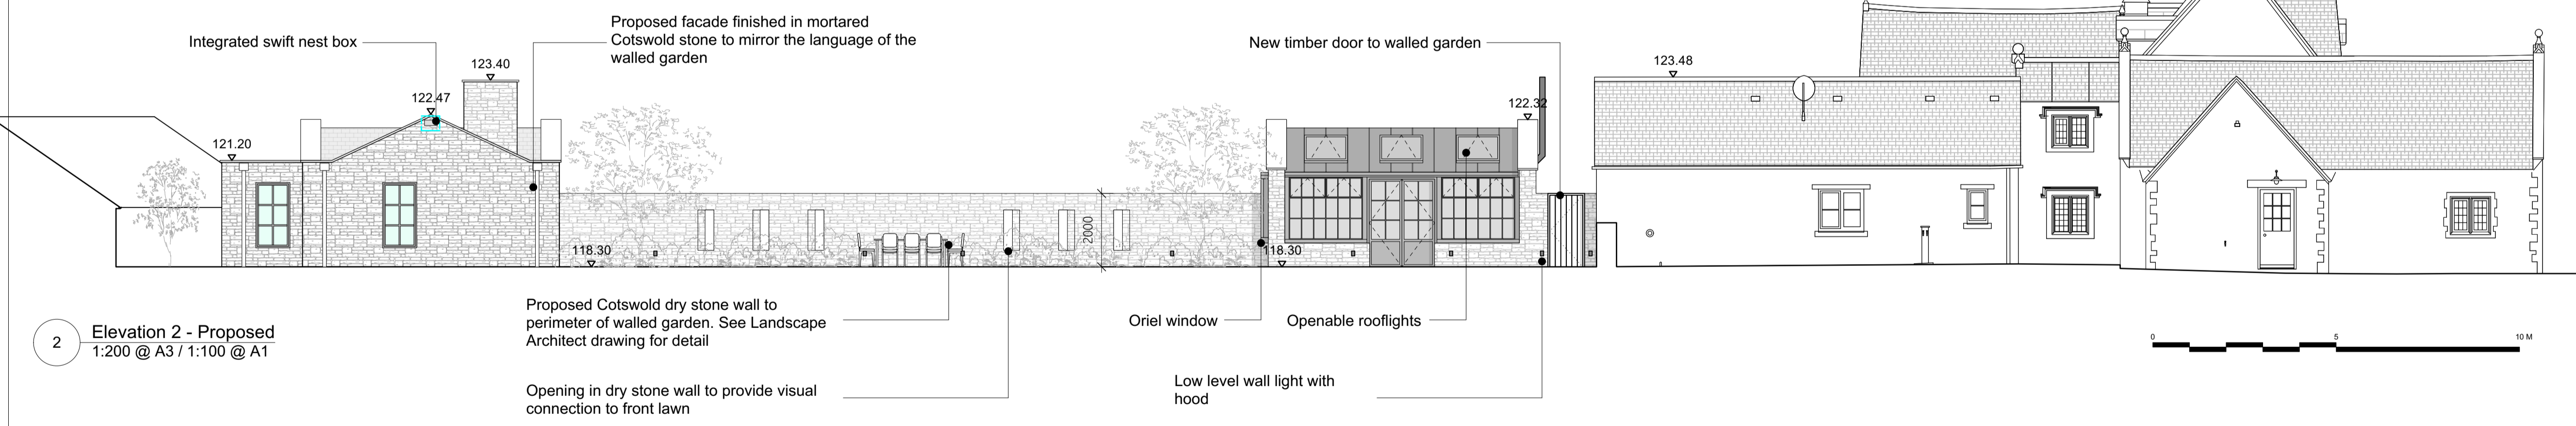 Integrated swift nest box
Proposed facade finished in mortared
Cotswold stone to mirror the language of the
walled garden
New timber door to walled garden
123.40
122.47
121.20
118.30
2000
118.30
122.32
123.48
Proposed Cotswold dry stone wall to
perimeter of walled garden. See Landscape
Architect drawing for detail
Opening in dry stone wall to provide visual
connection to front lawn
Oriel window
Openable rooflights
Low level wall light with
hood
2
Elevation 2 - Proposed
1:200 @ A3 / 1:100 @ A1
0
5
10 M